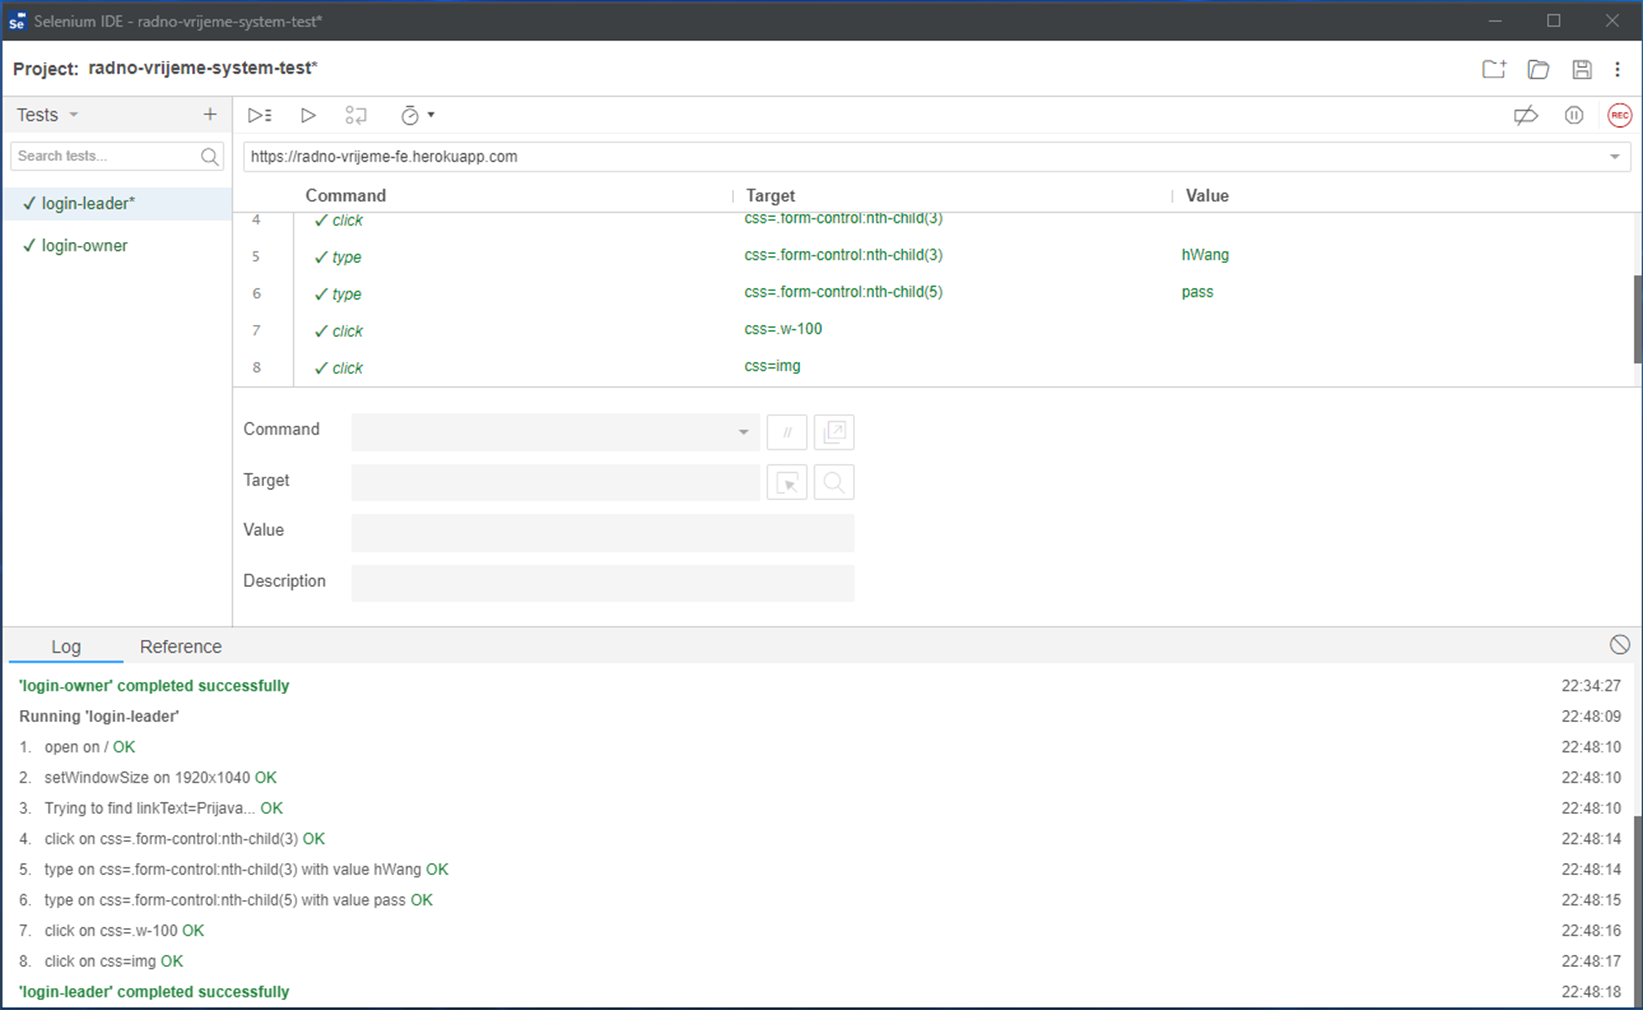 Selenium IDE - radno-vrijeme-system-test*
Project: radno-vrijeme-system-test*
Tests
REC
Search tests...
https://radno-vrijeme-fe.herokuapp.com
Command Target Value
✓ login-leader*
✓ login-owner
4 ✓ click css=.form-control:nth-child(3)
5 ✓ type css=.form-control:nth-child(3) hWang
6 ✓ type css=.form-control:nth-child(5) pass
7 ✓ click css=.w-100
8 ✓ click css=img
Command //
Target
Value
Description
Log Reference
'login-owner' completed successfully 22:34:27
Running 'login-leader' 22:48:09
1. open on / OK 22:48:10
2. setWindowSize on 1920x1040 OK 22:48:10
3. Trying to find linkText=Prijava... OK 22:48:10
4. click on css=.form-control:nth-child(3) OK 22:48:14
5. type on css=.form-control:nth-child(3) with value hWang OK 22:48:14
6. type on css=.form-control:nth-child(5) with value pass OK 22:48:15
7. click on css=.w-100 OK 22:48:16
8. click on css=img OK 22:48:17
'login-leader' completed successfully 22:48:18